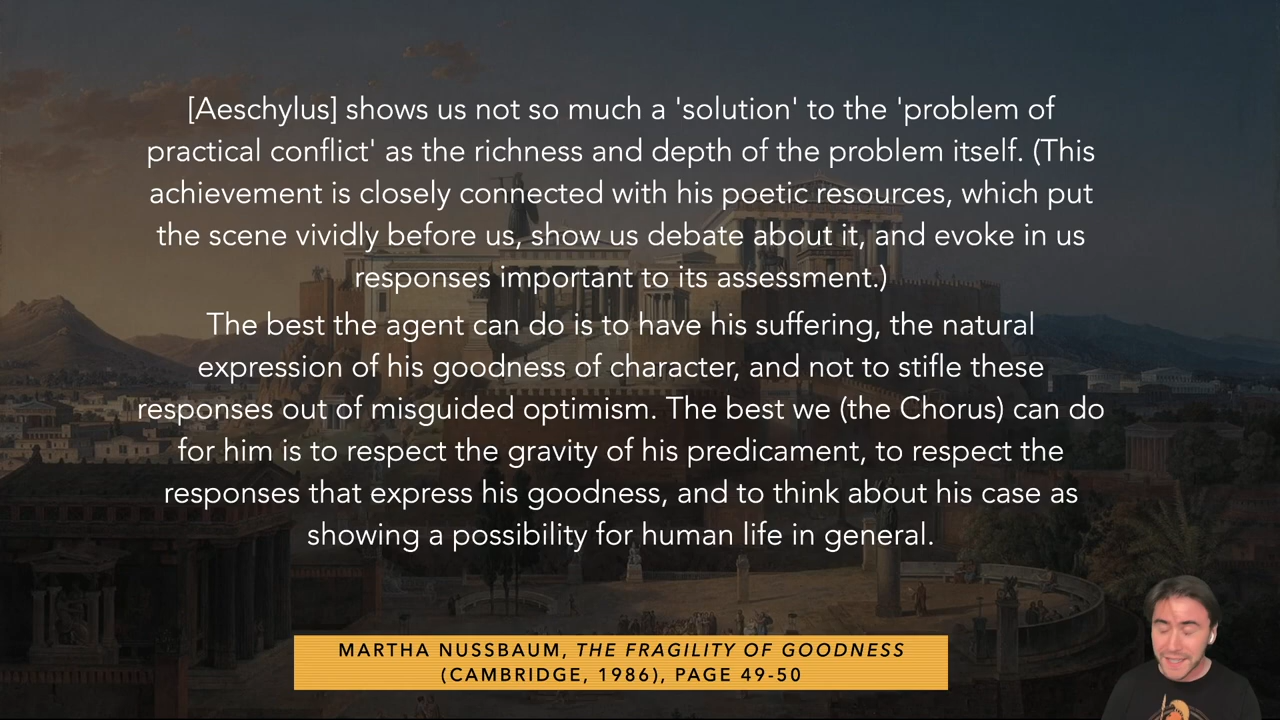 [Aeschylus] shows us not so much a 'solution' to the 'problem of
practical conflict' as the richness and depth of the problem itself. (This
achievement is closely connected with his poetic resources, which put
the scene vividly before us, show us debate about it, and evoke in us
responses important to its assessment.)
The best the agent can do is to have his suffering, the natural
expression of his goodness of character, and not to stifle these
responses out of misguided optimism. The best we (the Chorus) can do
for him is to respect the gravity of his predicament, to respect the
responses that express his goodness, and to think about his case as
showing a possibility for human life in general.
MARTHA NUSSBAUM, THE FRAGILITY OF GOODNESS
(CAMBRIDGE, 1986), PAGE 49-50